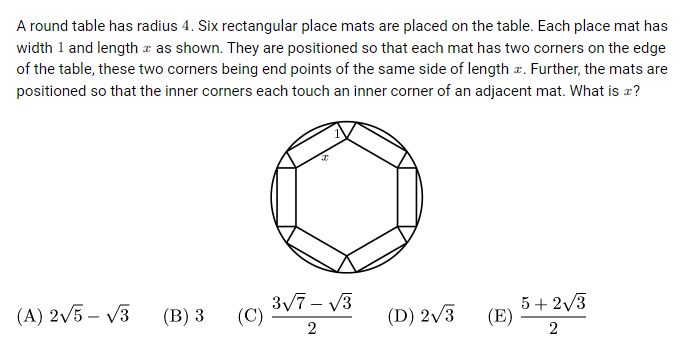 A round table has radius 4. Six rectangular place mats are placed on the table. Each place mat has
width 1 and length x as shown. They are positioned so that each mat has two corners on the edge
of the table, these two corners being end points of the same side of length x. Further, the mats are
positioned so that the inner corners each touch an inner corner of an adjacent mat. What is x?
1
x
(A) 2√5 − √3 (B) 3 (C) (3√7 − √3)/2 (D) 2√3 (E) (5 + 2√3)/2